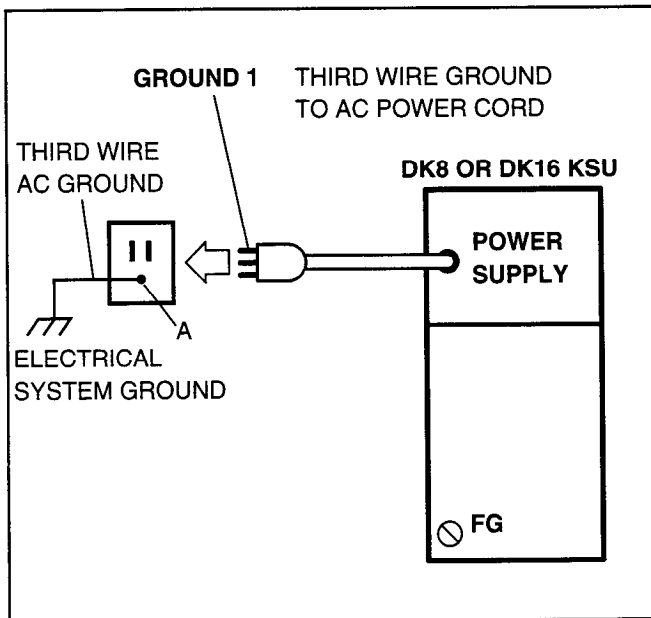 GROUND 1
THIRD WIRE GROUND
TO AC POWER CORD
THIRD WIRE
AC GROUND
DK8 OR DK16 KSU
POWER
SUPPLY
A
ELECTRICAL
SYSTEM GROUND
FG